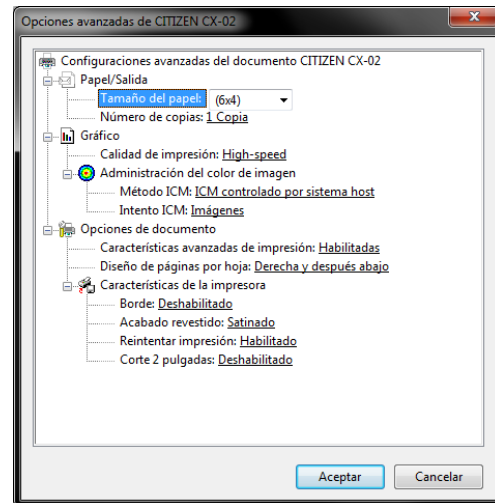 Opciones avanzadas de CITIZEN CX-02
Configuraciones avanzadas del documento CITIZEN CX-02
Papel/Salida
Tamaño del papel: (6x4)
Número de copias: 1 Copia
Gráfico
Calidad de impresión: High-speed
Administración del color de imagen
Método ICM: ICM controlado por sistema host
Intento ICM: Imágenes
Opciones de documento
Características avanzadas de impresión: Habilitadas
Diseño de páginas por hoja: Derecha y después abajo
Características de la impresora
Borde: Deshabilitado
Acabado revestido: Satinado
Reintentar impresión: Habilitado
Corte 2 pulgadas: Deshabilitado
Aceptar Cancelar